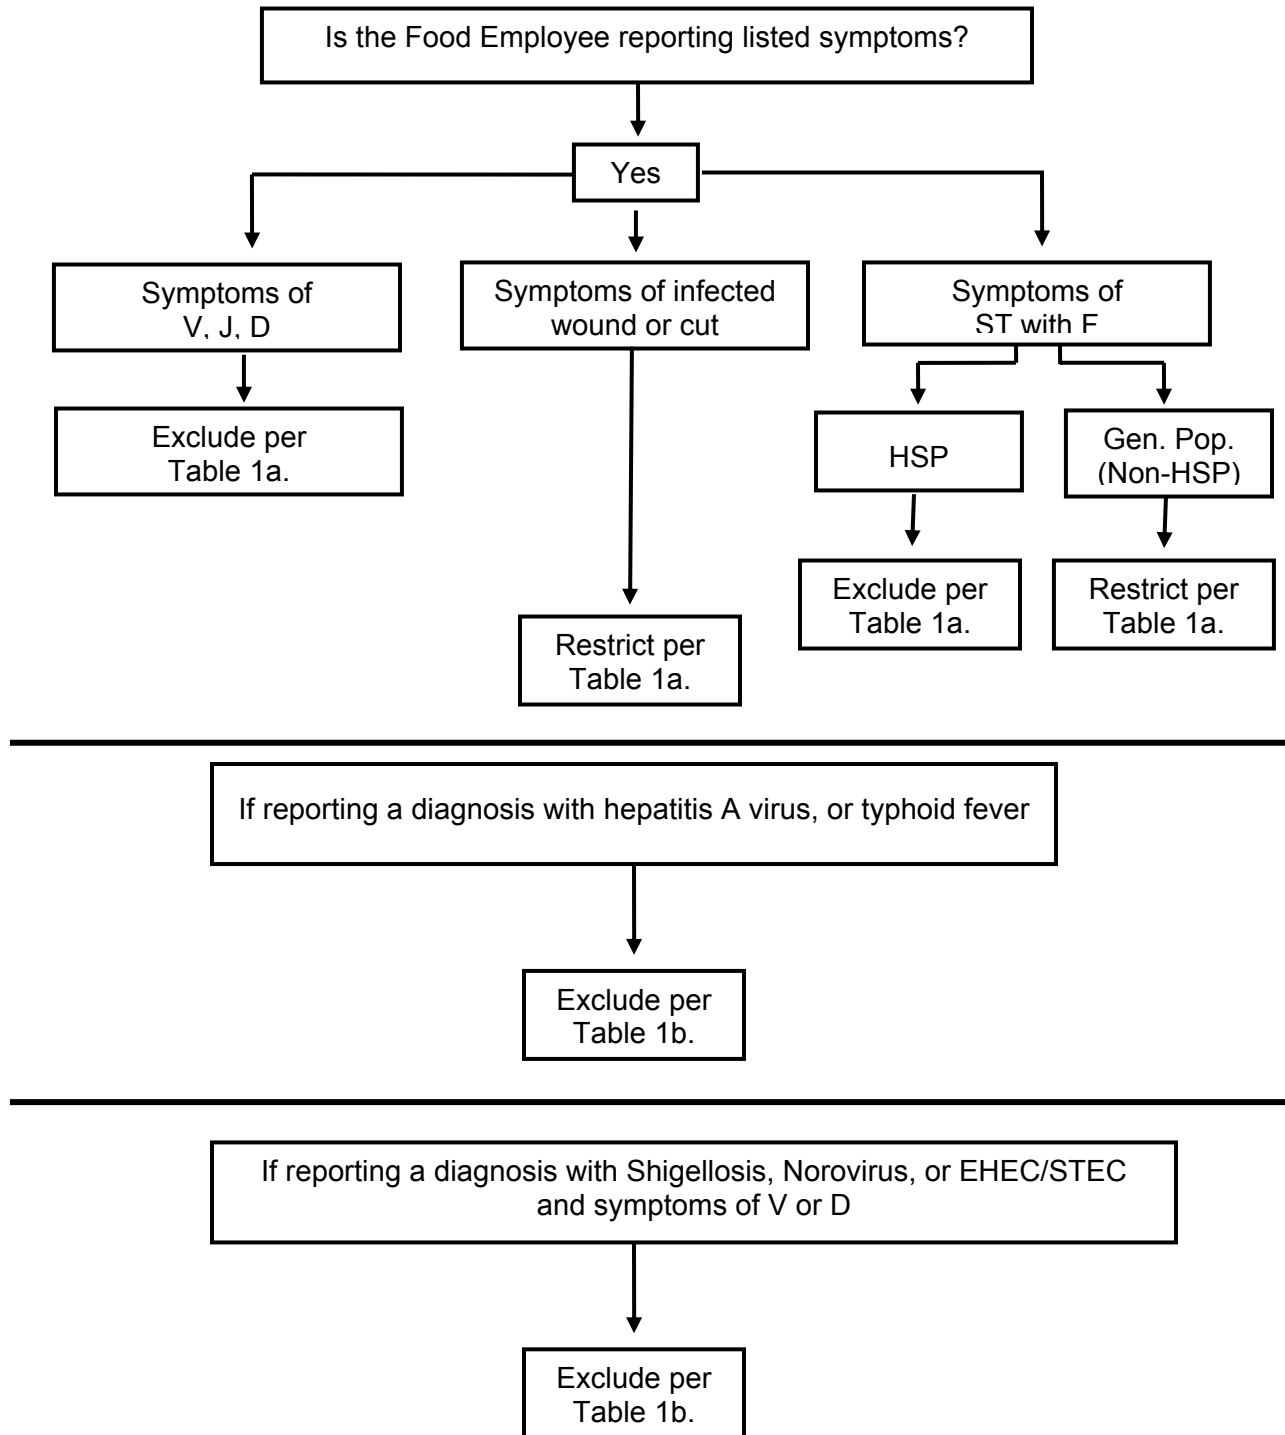 Is the Food Employee reporting listed symptoms?
Yes
Symptoms of
V, J, D
Exclude per
Table 1a.
Symptoms of infected
wound or cut
Restrict per
Table 1a.
Symptoms of
ST with F
HSP
Exclude per
Table 1a.
Gen. Pop.
(Non-HSP)
Restrict per
Table 1a.
If reporting a diagnosis with hepatitis A virus, or typhoid fever
Exclude per
Table 1b.
If reporting a diagnosis with Shigellosis, Norovirus, or EHEC/STEC
and symptoms of V or D
Exclude per
Table 1b.